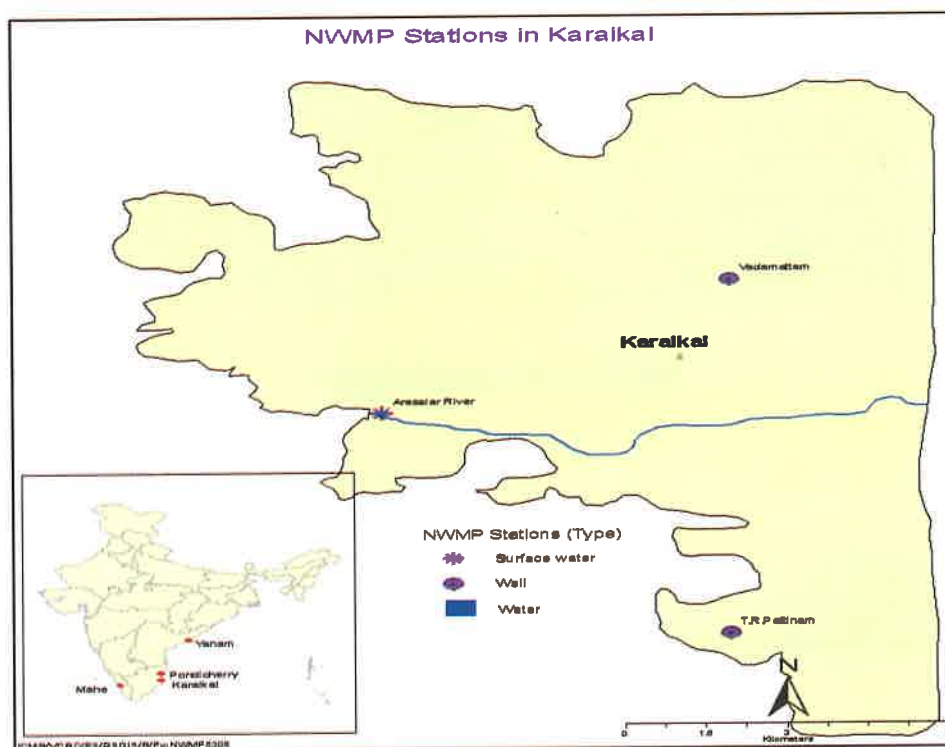 NWMP Stations in Karaikal
Vadamattam
Karaikal
Arasalar River
NWMP Stations (Type)
Surface water
Well
Water
T.R.Pattinam
Yanam
Pondicherry
Karaikal
Mahe
N
0 1.5 3
Kilometers